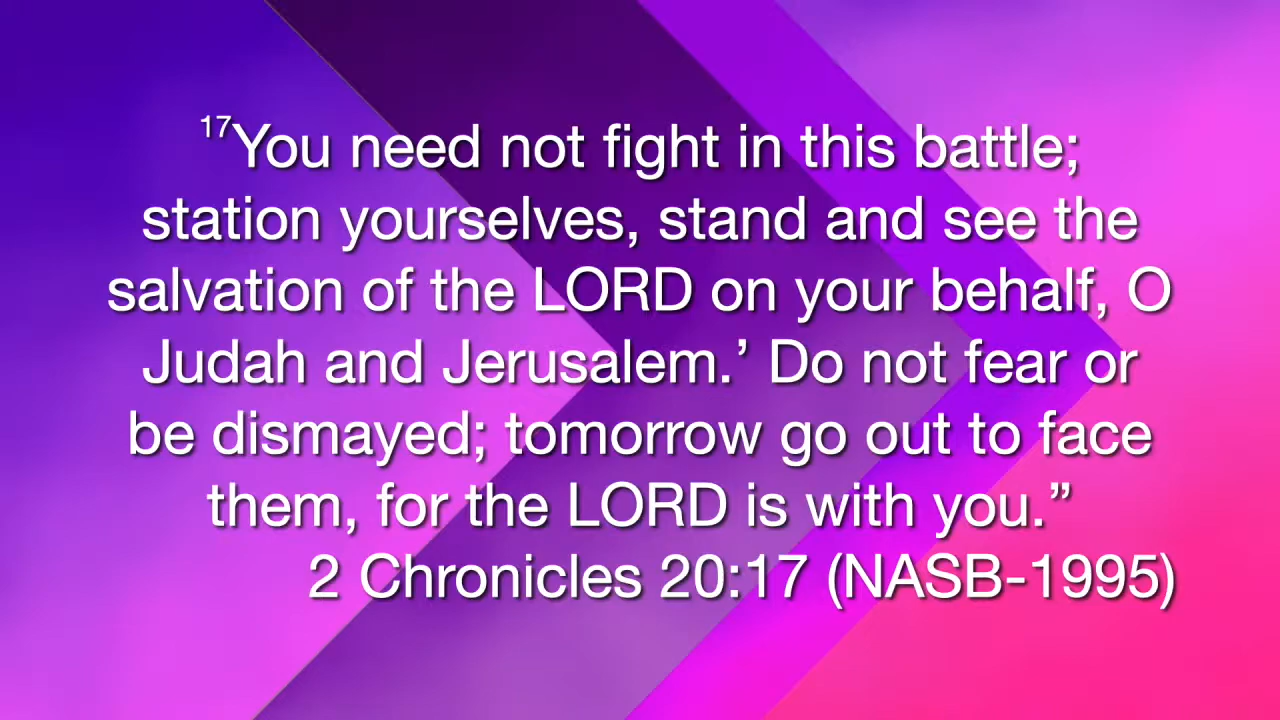 17You need not fight in this battle;
station yourselves, stand and see the
salvation of the LORD on your behalf, O
Judah and Jerusalem.’ Do not fear or
be dismayed; tomorrow go out to face
them, for the LORD is with you.”
2 Chronicles 20:17 (NASB-1995)